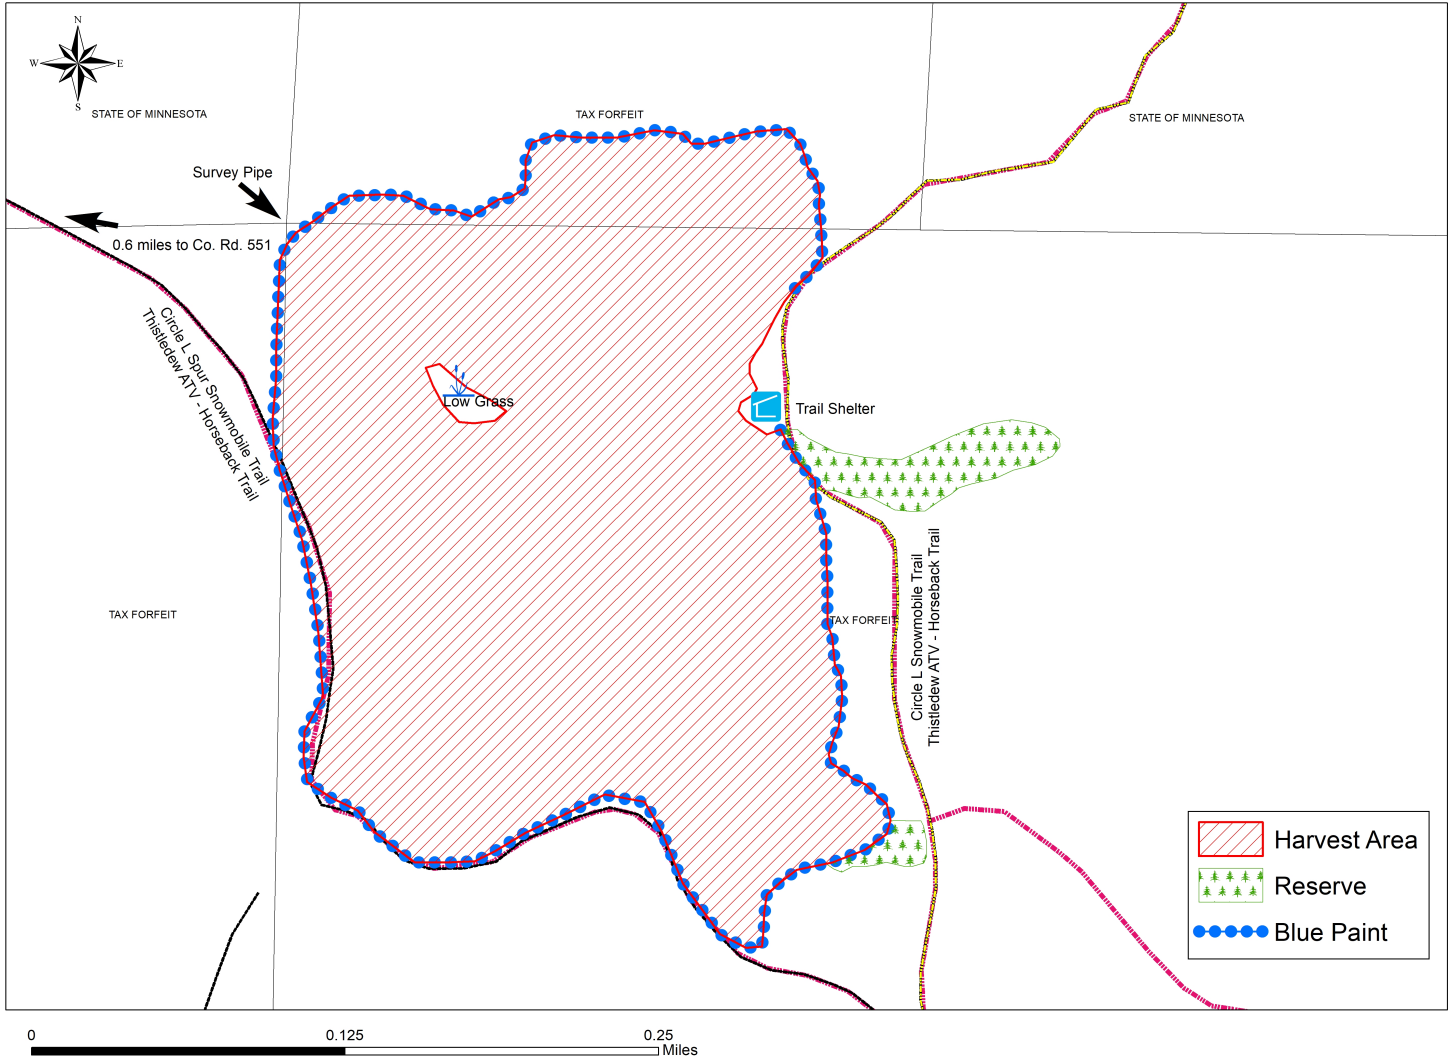 N
W
E
S
STATE OF MINNESOTA
TAX FORFEIT
STATE OF MINNESOTA
Survey Pipe
0.6 miles to Co. Rd. 551
Circle L Spur Snowmobile Trail
Thistledew ATV - Horseback Trail
Low Grass
Trail Shelter
TAX FORFEIT
TAX FORFEIT
Circle L Snowmobile Trail
Thistledew ATV - Horseback Trail
Harvest Area
Reserve
Blue Paint
0
0.125
0.25
Miles